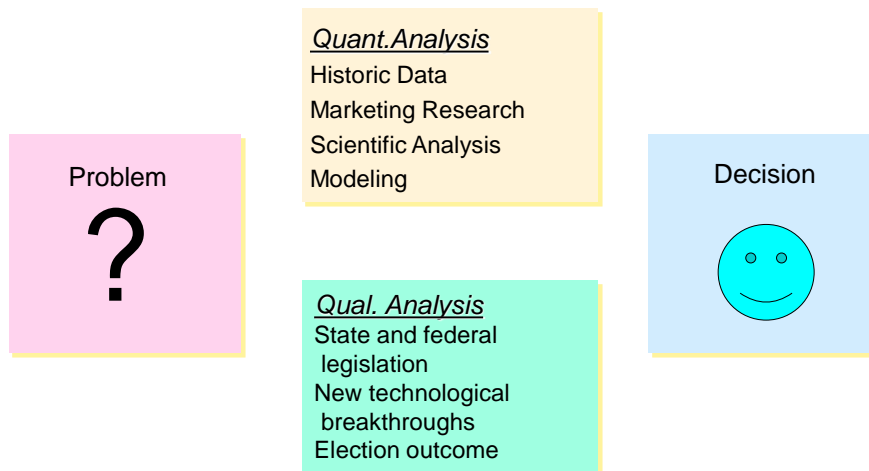 Problem
?
Quant.Analysis
Historic Data
Marketing Research
Scientific Analysis
Modeling
Qual. Analysis
State and federal
legislation
New technological
breakthroughs
Election outcome
Decision